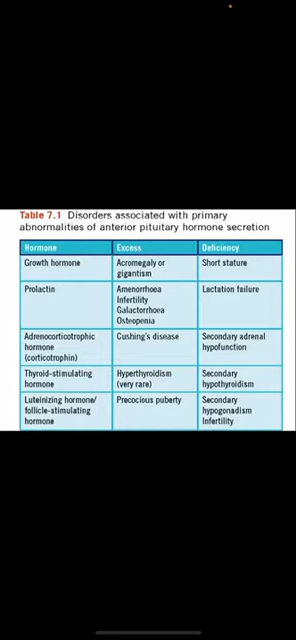 Table 7.1 Disorders associated with primary
abnormalities of anterior pituitary hormone secretion
Hormone Excess Deficiency
Growth hormone Acromegaly or Short stature
gigantism
Prolactin Amenorrhoea Lactation failure
Infertility
Galactorrhoea
Osteopenia
Adrenocorticotrophic Cushing's disease Secondary adrenal
hormone hypofunction
(corticotrophin)
Thyroid-stimulating Hyperthyroidism Secondary
hormone (very rare) hypothyroidism
Luteinizing hormone/ Precocious puberty Secondary
follicle-stimulating hypogonadism
hormone Infertility